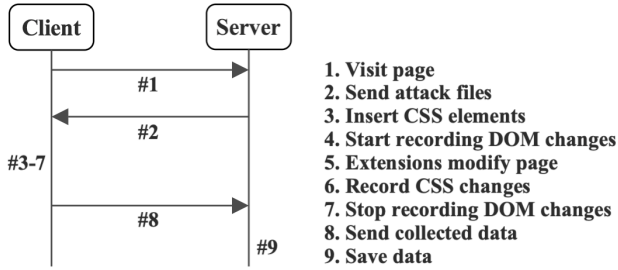 Client
Server
#1
#2
#3-7
#8
#9
1. Visit page
2. Send attack files
3. Insert CSS elements
4. Start recording DOM changes
5. Extensions modify page
6. Record CSS changes
7. Stop recording DOM changes
8. Send collected data
9. Save data